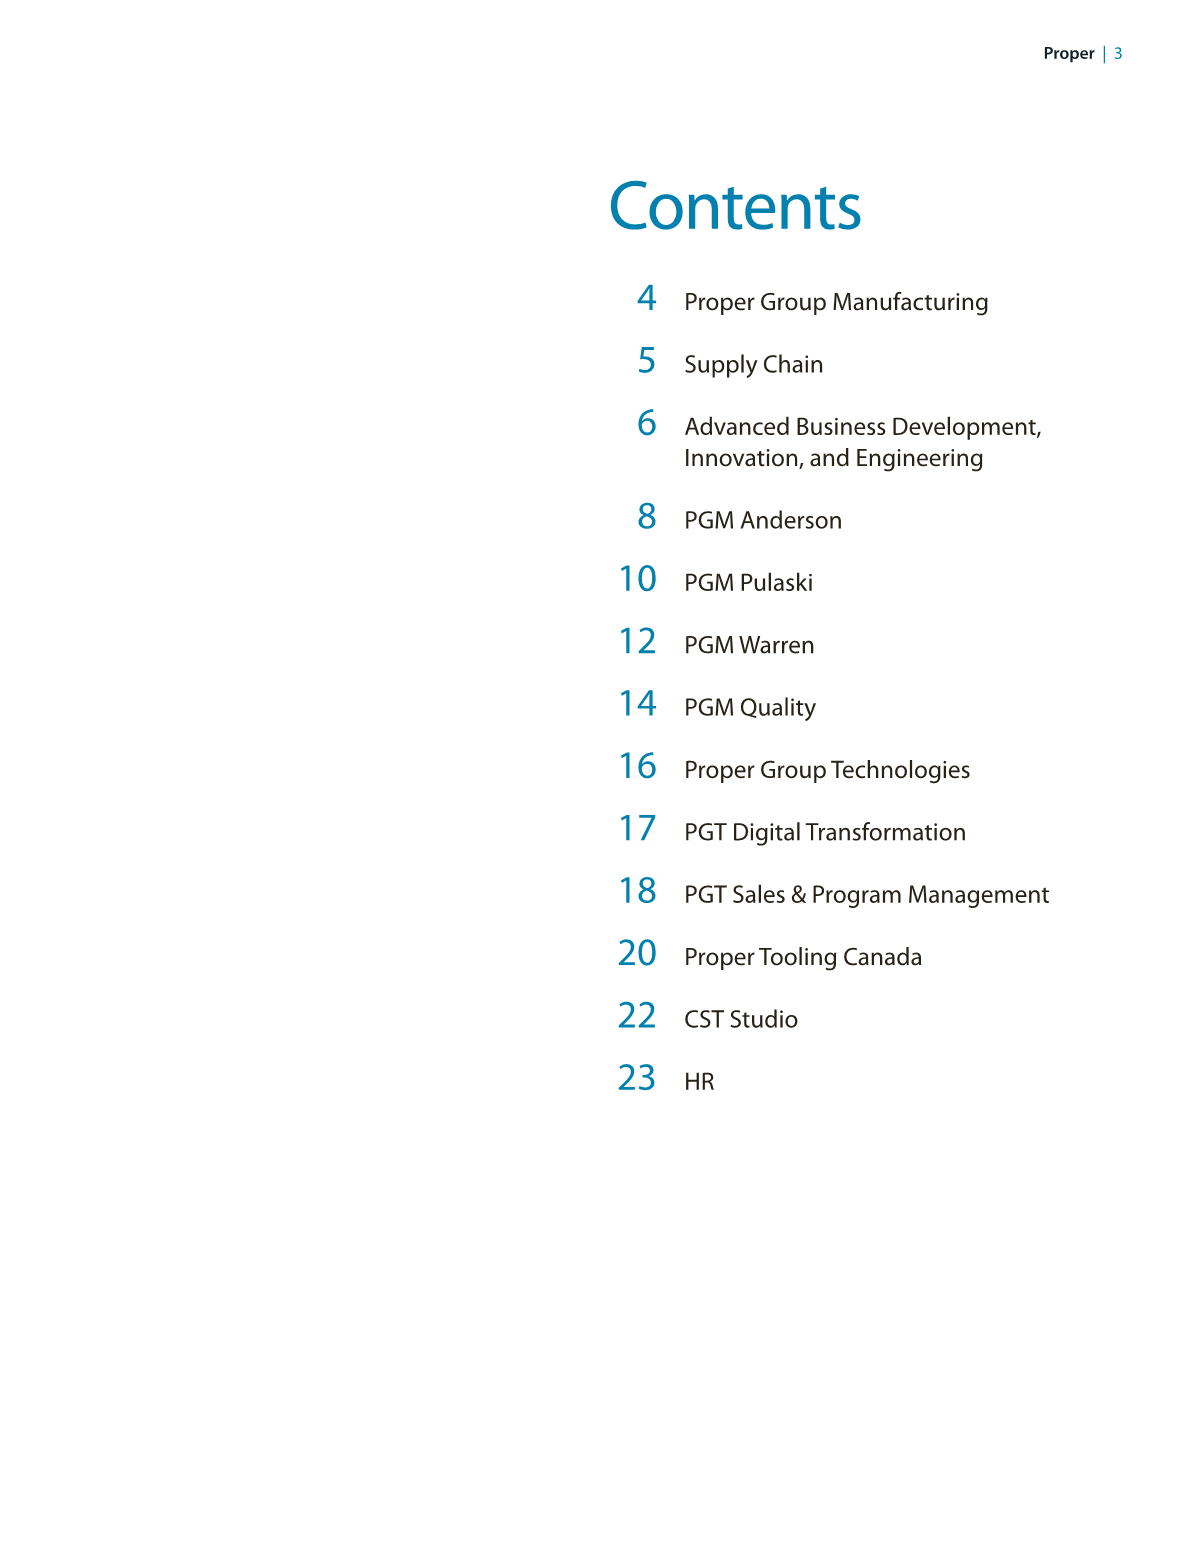 Proper | 3
Contents
4 Proper Group Manufacturing
5 Supply Chain
6 Advanced Business Development,
Innovation, and Engineering
8 PGM Anderson
10 PGM Pulaski
12 PGM Warren
14 PGM Quality
16 Proper Group Technologies
17 PGT Digital Transformation
18 PGT Sales & Program Management
20 Proper Tooling Canada
22 CST Studio
23 HR